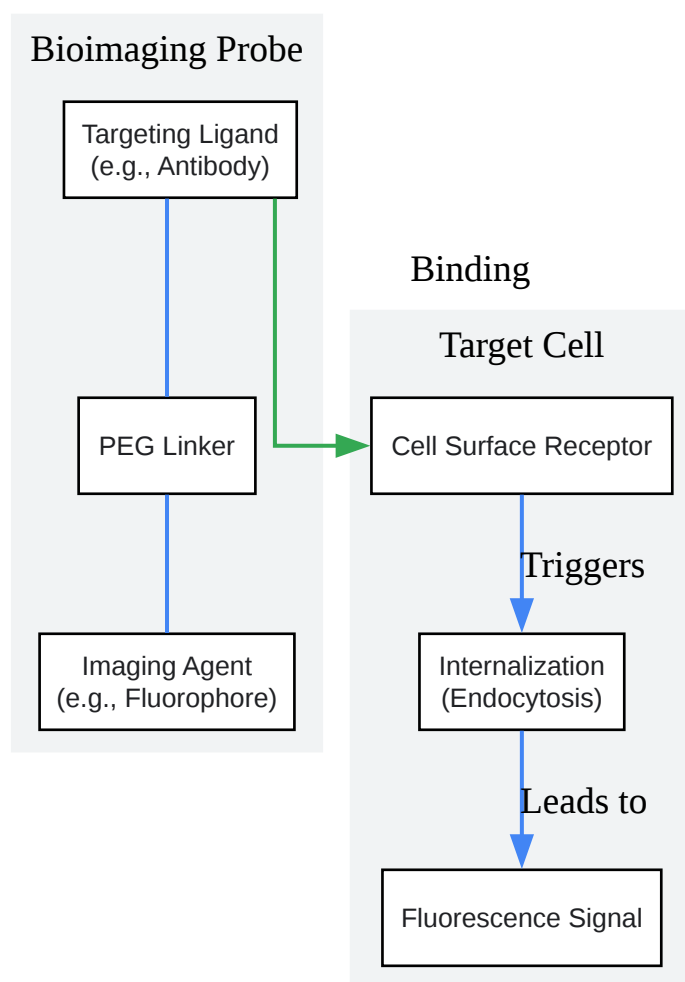 Bioimaging Probe
Targeting Ligand
(e.g., Antibody)
PEG Linker
Imaging Agent
(e.g., Fluorophore)
Binding
Target Cell
Cell Surface Receptor
Triggers
Internalization
(Endocytosis)
Leads to
Fluorescence Signal